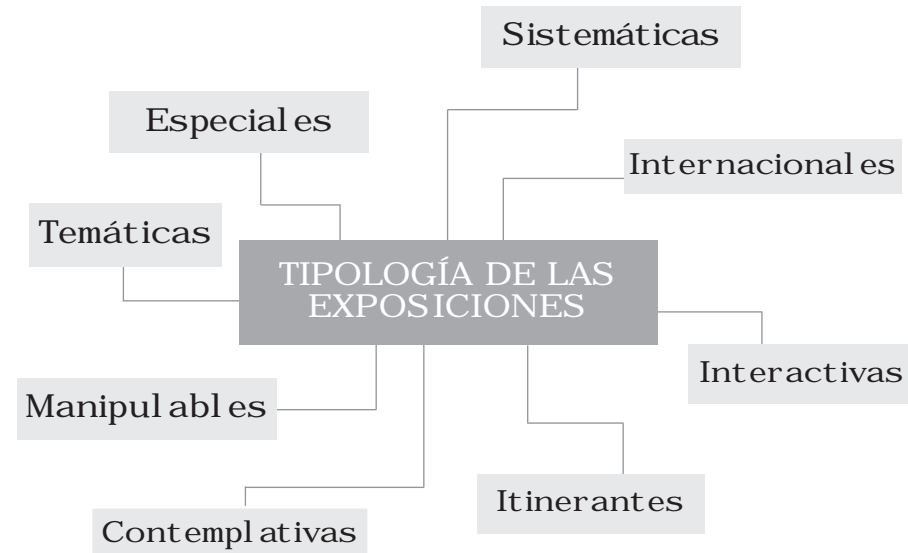 Sistemáticas
Especiales
Internacionales
Temáticas
TIPOLOGÍA DE LAS
EXPOSICIONES
Interactivas
Manipulables
Itinerantes
Contemplativas